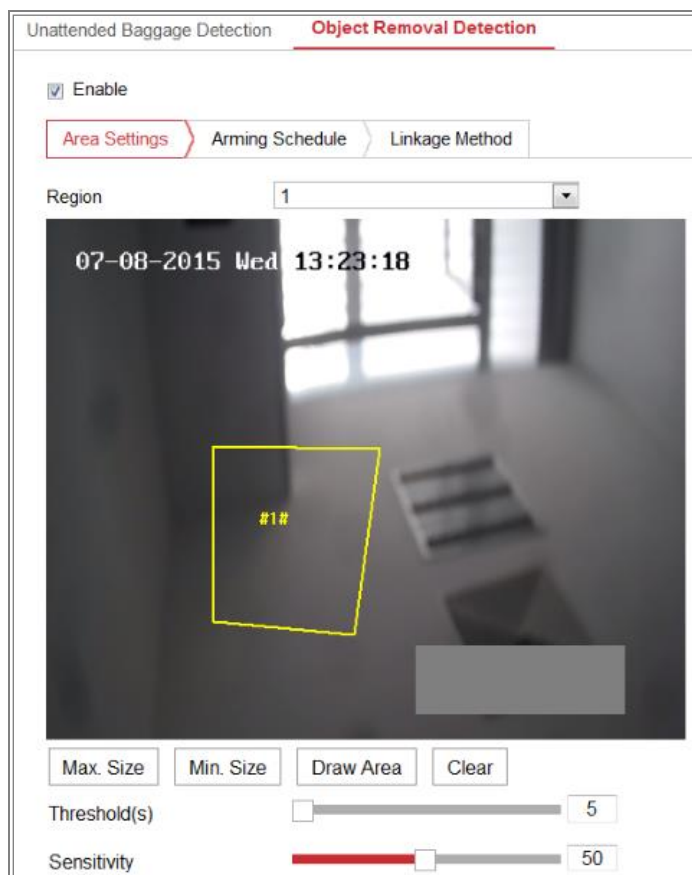 Unattended Baggage Detection Object Removal Detection
Enable
Area Settings Arming Schedule Linkage Method
Region 1
07-08-2015 Wed 13:23:18
#1#
Max. Size Min. Size Draw Area Clear
Threshold(s) 5
Sensitivity 50